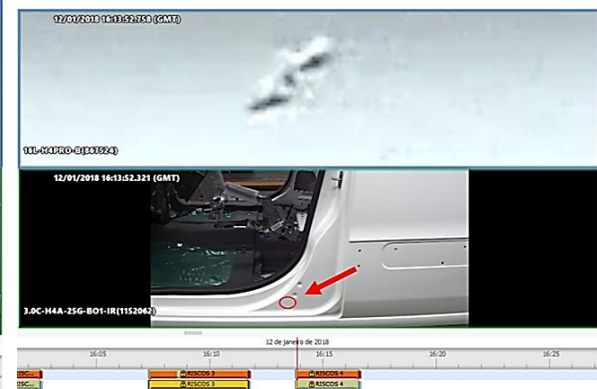 12/01/2018 16:13:52.758 (GMT)
16L-H4PRO-B(867524)
12/01/2018 16:13:52.321 (GMT)
3.0C-H4A-25G-BO1-IR(1152062)
12 de janeiro de 2018
16:05 16:10 16:15 16:20 16:25
RISCOS 3 RISCOS 4
RISCOS 3 RISCOS 4